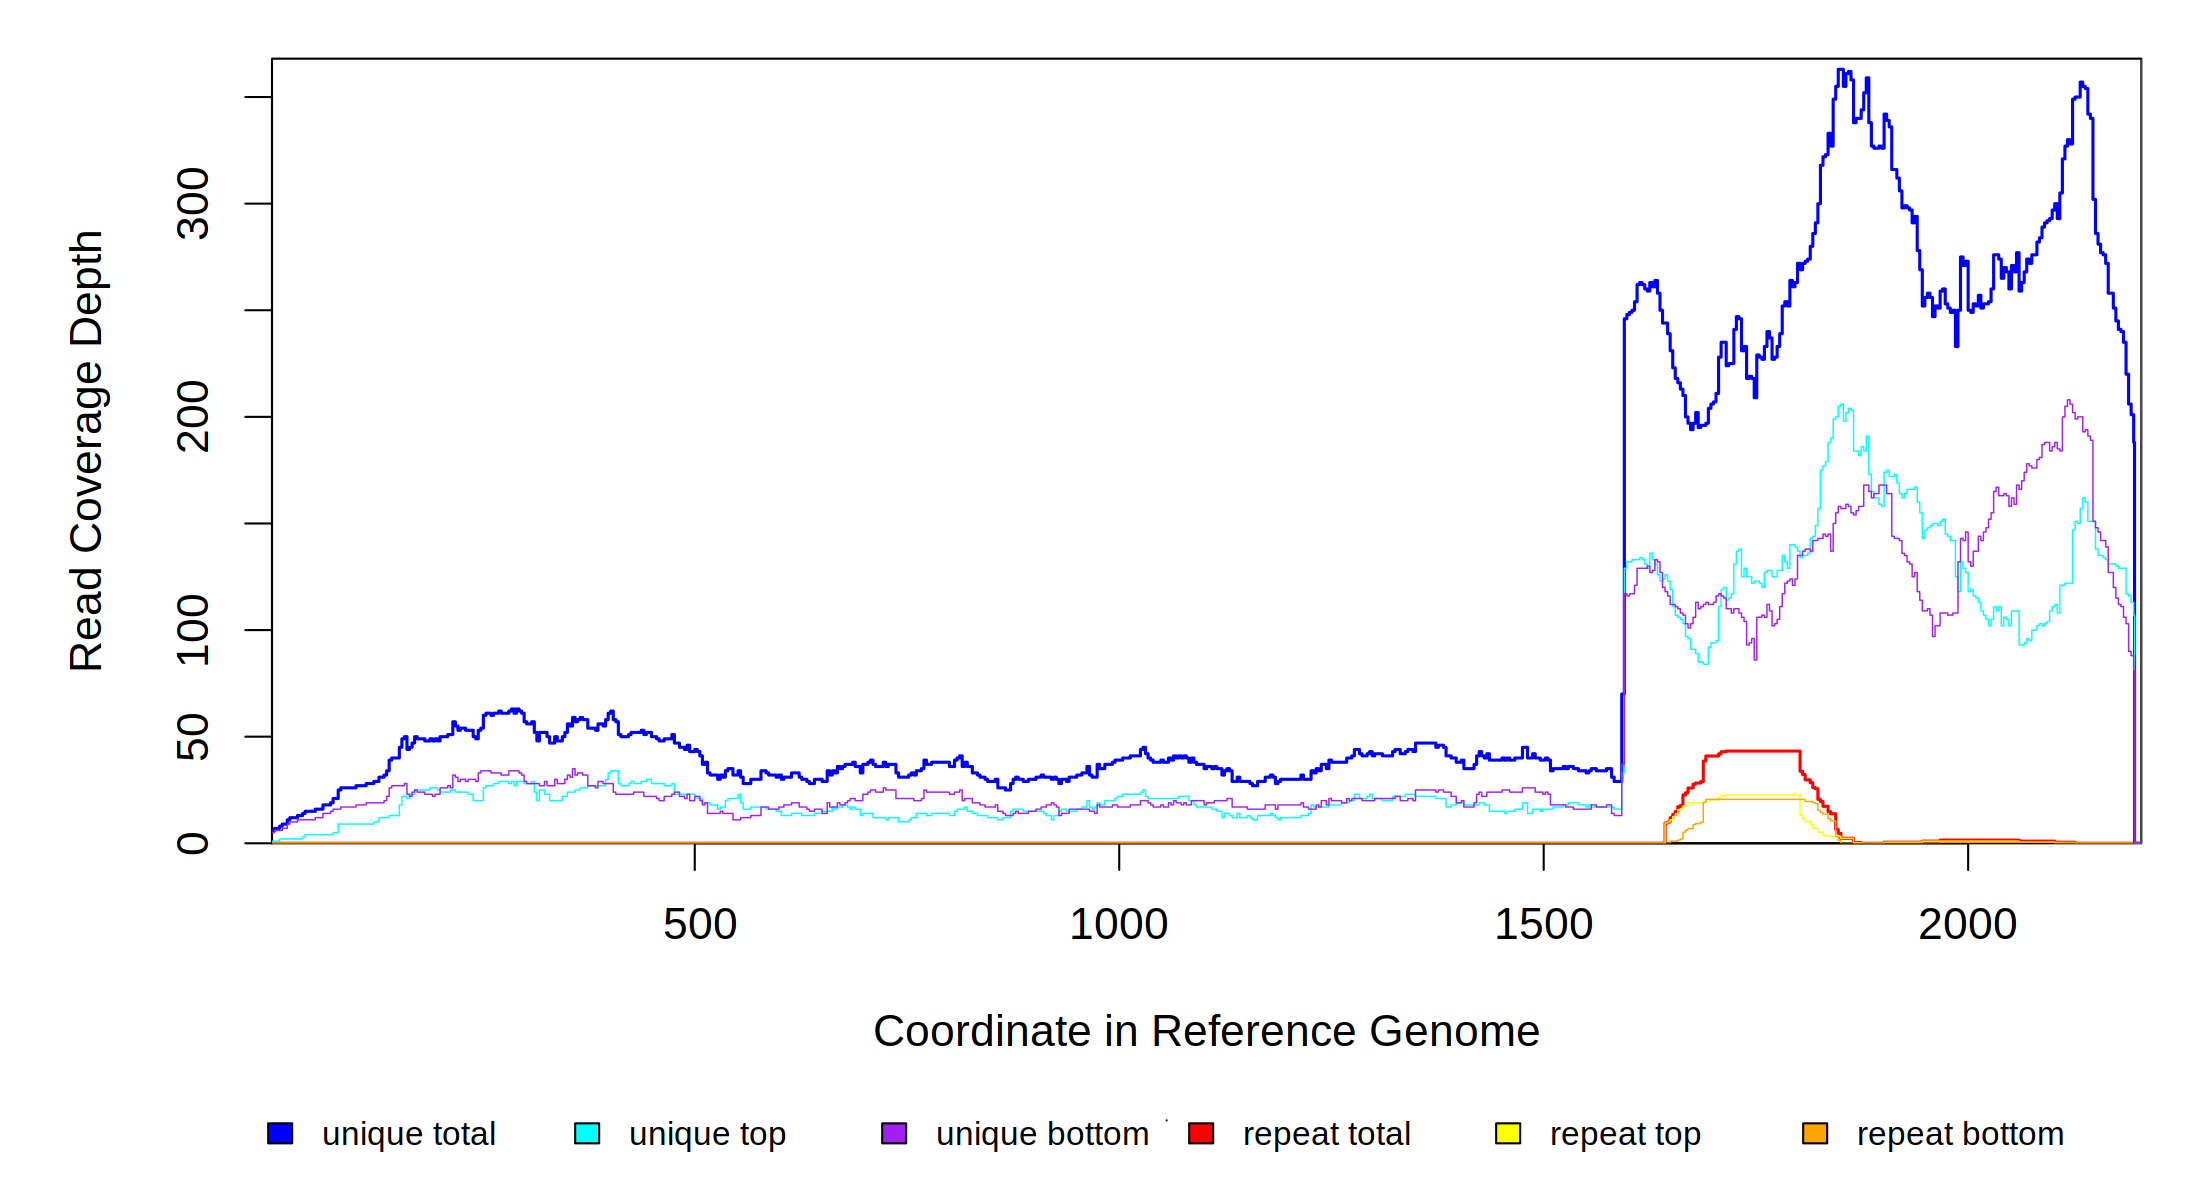 Read Coverage Depth
300
200
100
50
0
500 1000 1500 2000
Coordinate in Reference Genome
unique total unique top unique bottom repeat total repeat top repeat bottom